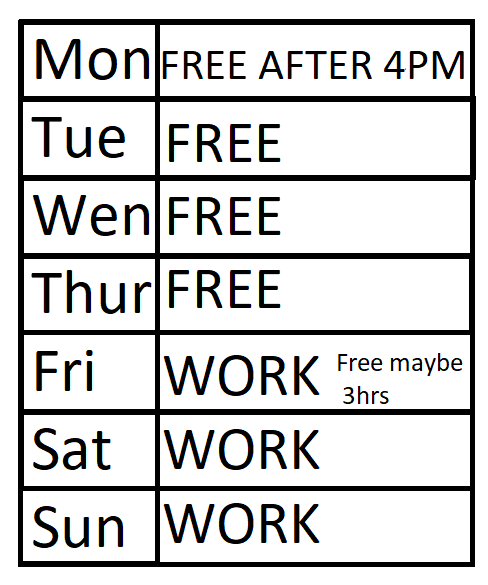 Mon FREE AFTER 4PM
Tue FREE
Wen FREE
Thur FREE
Fri WORK Free maybe
3hrs
Sat WORK
Sun WORK